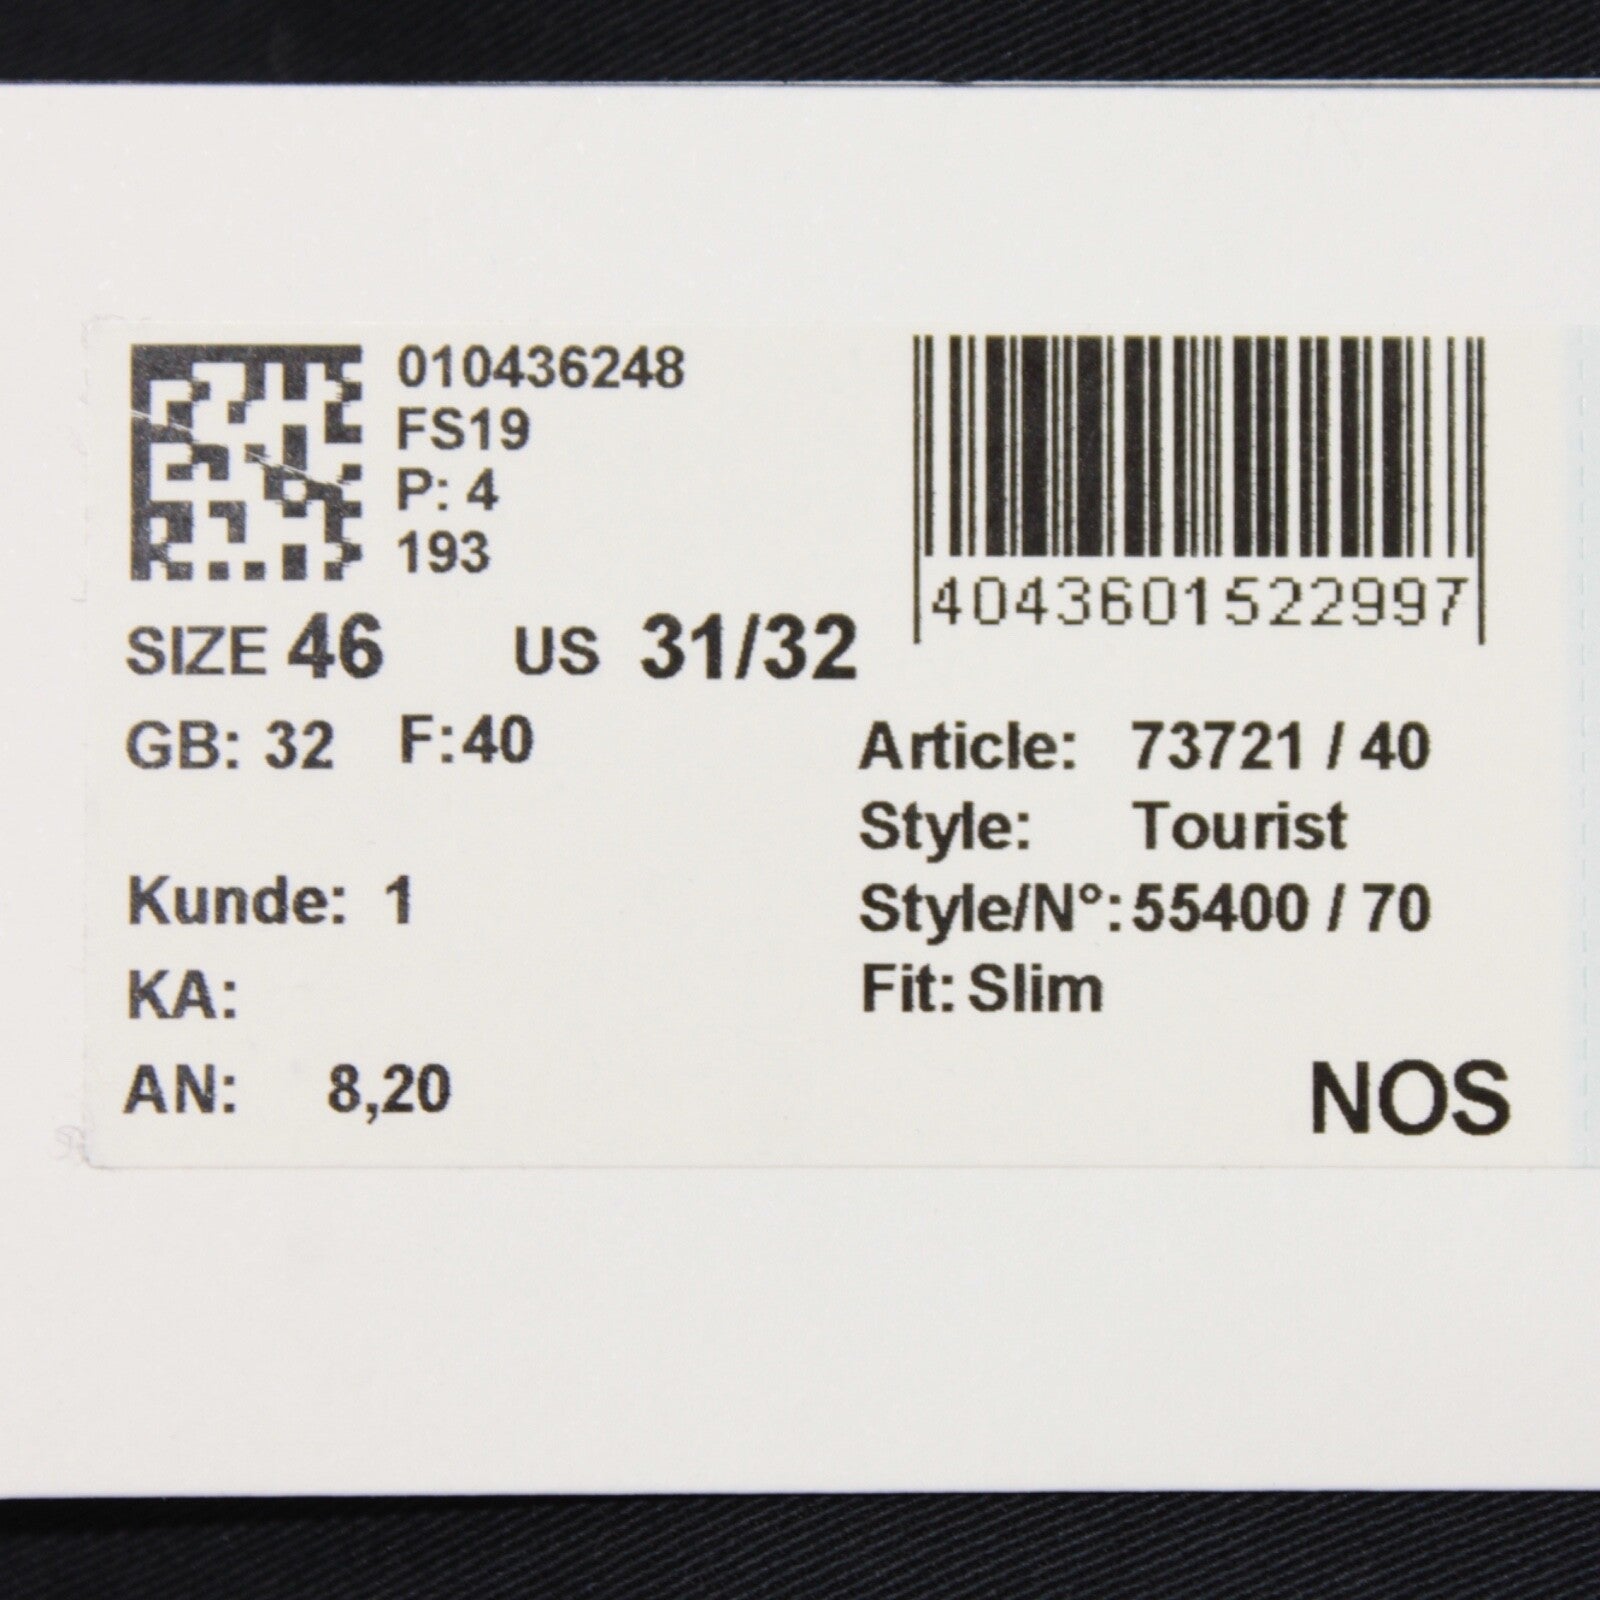 010436248
FS19
P: 4
193
4043601522997
SIZE 46 US 31/32
GB: 32 F:40
Article: 73721 / 40
Style: Tourist
Kunde: 1
Style/N°:55400 / 70
KA:
Fit: Slim
AN: 8,20
NOS